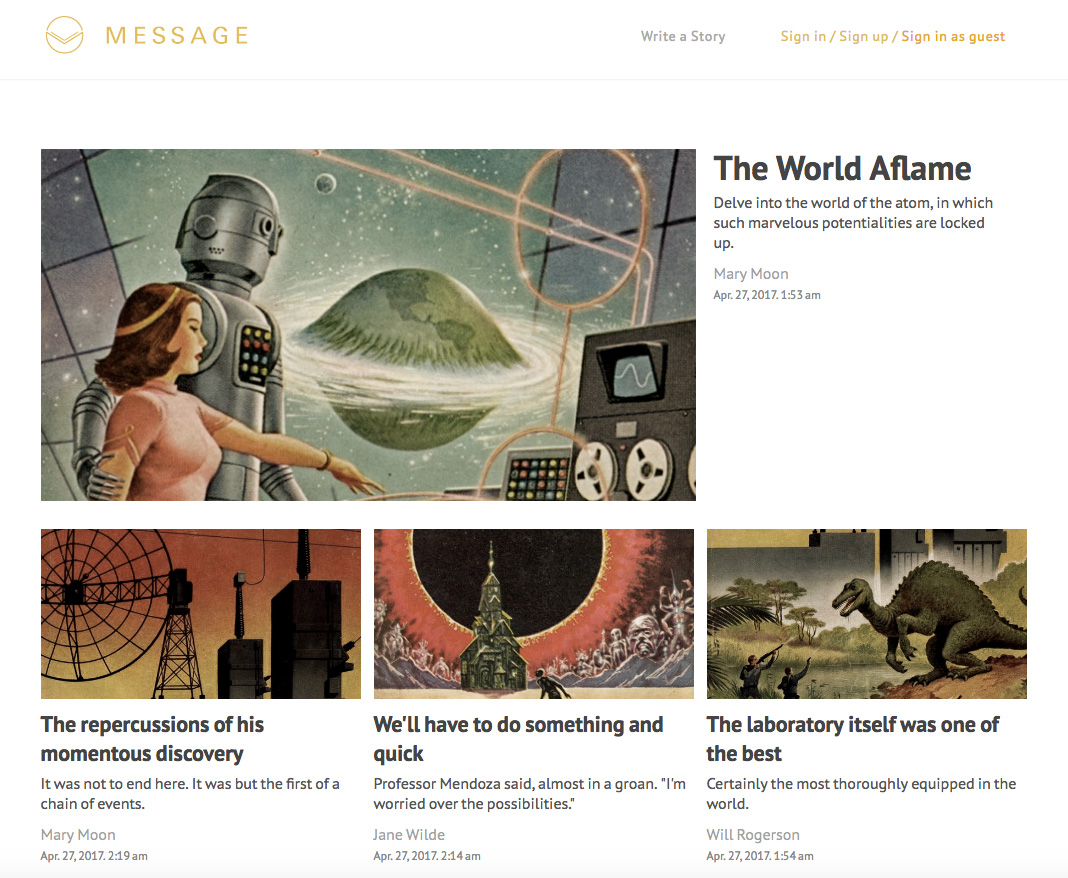 MESSAGE
Write a Story
Sign in / Sign up / Sign in as guest
The World Aflame
Delve into the world of the atom, in which
such marvelous potentialities are locked
up.
Mary Moon
Apr. 27, 2017. 1:53 am
The repercussions of his
momentous discovery
It was not to end here. It was but the first of a
chain of events.
Mary Moon
Apr. 27, 2017. 2:19 am
We'll have to do something and
quick
Professor Mendoza said, almost in a groan. "I'm
worried over the possibilities."
Jane Wilde
Apr. 27, 2017. 2:14 am
The laboratory itself was one of
the best
Certainly the most thoroughly equipped in the
world.
Will Rogerson
Apr. 27, 2017. 1:54 am